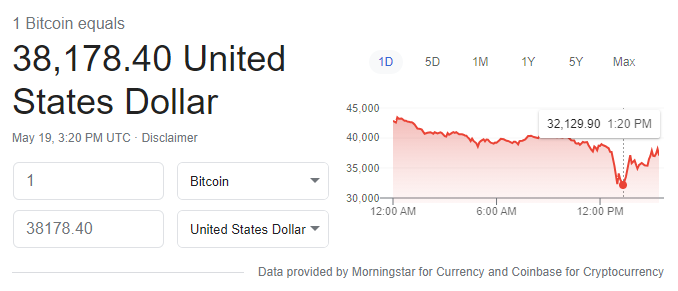 1 Bitcoin equals
38,178.40 United
States Dollar
May 19, 3:20 PM UTC · Disclaimer
1
Bitcoin
38178.40
United States Dollar
1D 5D 1M 1Y 5Y Max
45,000
40,000
35,000
30,000
32,129.90 1:20 PM
12:00 AM 6:00 AM 12:00 PM
Data provided by Morningstar for Currency and Coinbase for Cryptocurrency